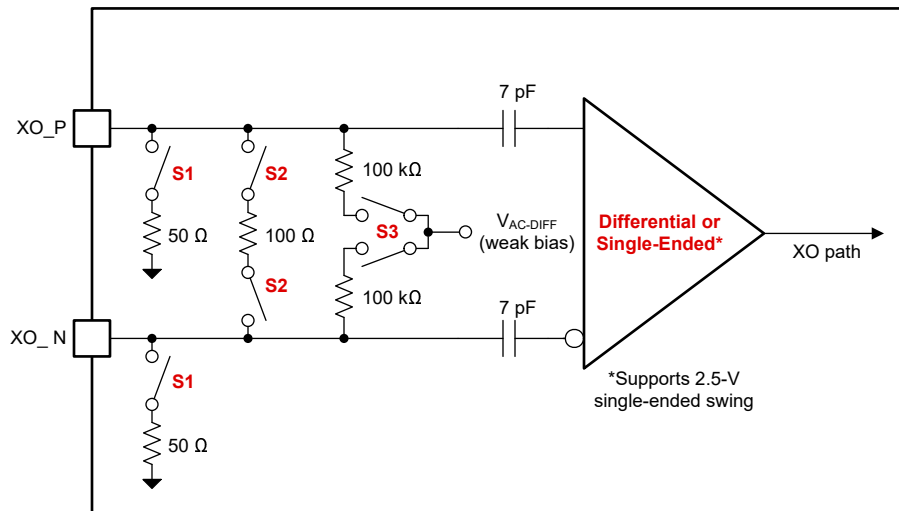 7 pF
XO_P
S1
S2
100 kΩ
50 Ω
100 Ω
S3
V_AC-DIFF
(weak bias)
Differential or
Single-Ended*
XO path
S2
100 kΩ
7 pF
XO_ N
S1
*Supports 2.5-V
single-ended swing
50 Ω